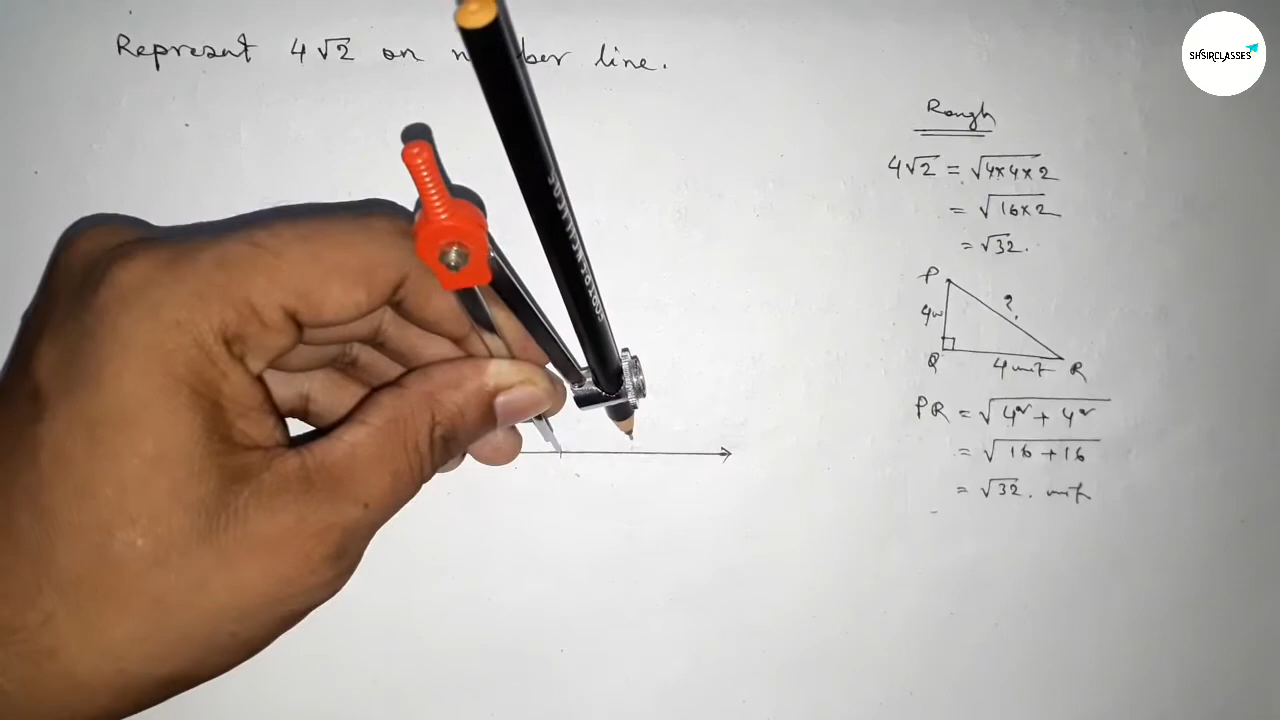 Represent 4√2 on n ber line.
SHSIRCLASSES
Rough
4√2 = √4×4×2
= √16×2
= √32.
P
4u
?
Q
4 unit R
PR = √4² + 4²
= √16+16
= √32. unit